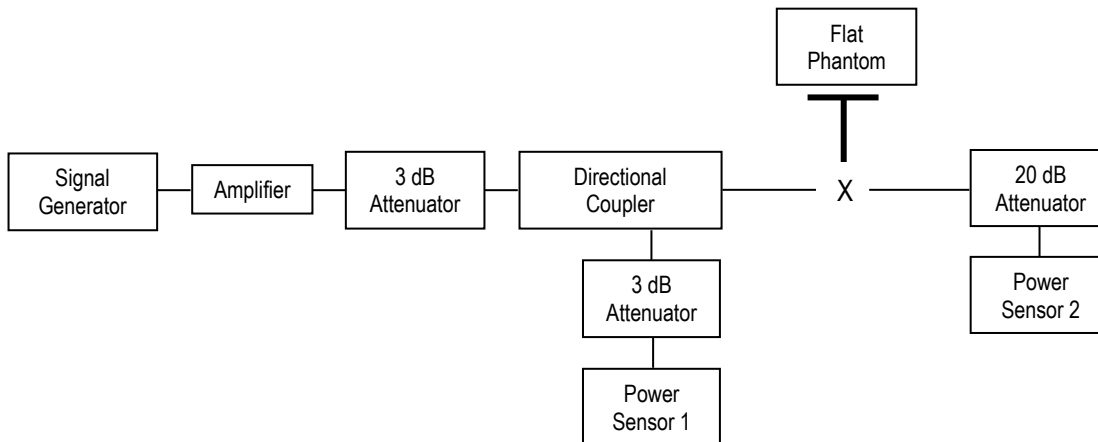 Flat
Phantom
Signal
Generator
Amplifier
3 dB
Attenuator
Directional
Coupler
X
20 dB
Attenuator
3 dB
Attenuator
Power
Sensor 2
Power
Sensor 1